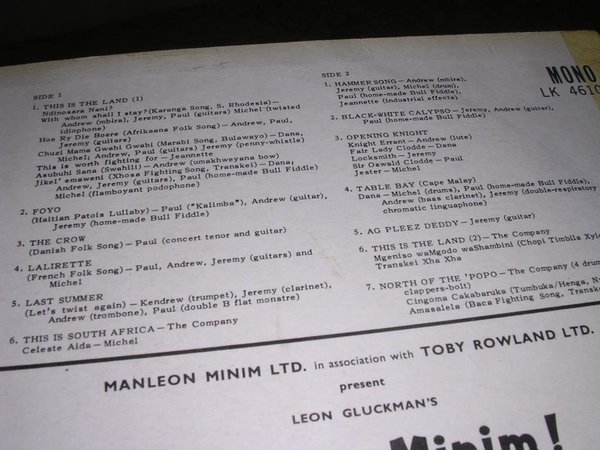 SIDE 1
1. THIS IS THE LAND (1)
Ndinosara Nani?
With whom shall I stay? (Karanga Song, S. Rhodesia)—
Andrew (mbira), Jeremy, Paul (guitars) Michel (twisted
idiophone)
Hoe Ry Die Boere (Afrikaans Folk Song) — Andrew, Paul,
Jeremy (guitars)
Chuzi Mama Gwabi Gwabi (Marabi Song, Bulawayo) — Dana,
Michel; Andrew, Paul (guitars) Jeremy (penny-whistle)
This is worth fighting for — Jeannette
Asubuhi Sana (Swahili) — Andrew (umakhweyana bow)
Jikel' emaweni (Xhosa Fighting Song, Transkei) — Dana;
Andrew, Jeremy (guitars), Paul (home-made Bull Fiddle)
Michel (flamboyant podophone)
2. FOYO
(Haitian Patois Lullaby) — Paul ("Kalimba"), Andrew (guitar),
Jeremy (home-made Bull Fiddle)
3. THE CROW
(Danish Folk Song) — Paul (concert tenor and guitar)
4. LALIRETTE
(French Folk Song) — Paul, Andrew, Jeremy (guitars) and
Michel
5. LAST SUMMER
(Let's twist again) — Kendrew (trumpet), Jeremy (clarinet),
Andrew (trombone), Paul (double B flat monstre)
6. THIS IS SOUTH AFRICA — The Company
Celeste Aida — Michel
SIDE 2
1. HAMMER SONG — Andrew (mbira),
Jeremy (guitar), Michel (drum),
Paul (home-made Bull Fiddle),
Jeannette (industrial effects)
2. BLACK-WHITE CALYPSO — Jeremy, Andrew (guitar),
Paul (home-made Bull Fiddle)
3. OPENING KNIGHT
Knight Errant — Andrew (lute)
Fair Lady Clodde — Dana
Locksmith — Jeremy
Sir Oswald Clodde — Paul
Jester — Michel
4. TABLE BAY (Cape Malay)
Dana — Michel (drums), Paul (home-made Bull Fiddle),
Andrew (bass clarinet), Jeremy (double-respiratory
chromatic linguaphone)
5. AG PLEEZ DEDDY — Jeremy (guitar)
6. THIS IS THE LAND (2) — The Company
Mgeniso waMgodo waShambini (Chopi Timbila Xylo
Transkei Xha Xha
7. NORTH OF THE 'POPO — The Company (4 drum
clappers-bolt)
Cingoma Cakabaruka (Tumbuka/Henga, N
Amasalela (Baca Fighting Song, Trans
MONO
LK 4610
MANLEON MINIM LTD. in association with TOBY ROWLAND LTD.
present
LEON GLUCKMAN'S
Minim!